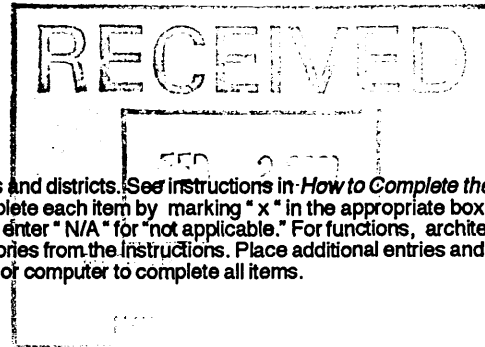 RECEIVED
s and districts. See instructions in How to Complete the
plete each item by marking "x" in the appropriate box
enter "N/A" for "not applicable." For functions, archite
ories from the instructions. Place additional entries and
or computer to complete all items.